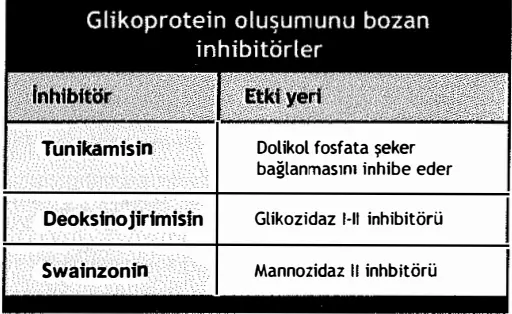 Glikoprotein oluşumunu bozan
inhibitörler
İnhibitör
Etki yeri
Tunikamisin
Dolikol fosfata şeker
bağlanmasını inhibe eder
Deoksinojirimisin
Glikozidaz I-II inhibitörü
Swainzonin
Mannozidaz II inhbitörü